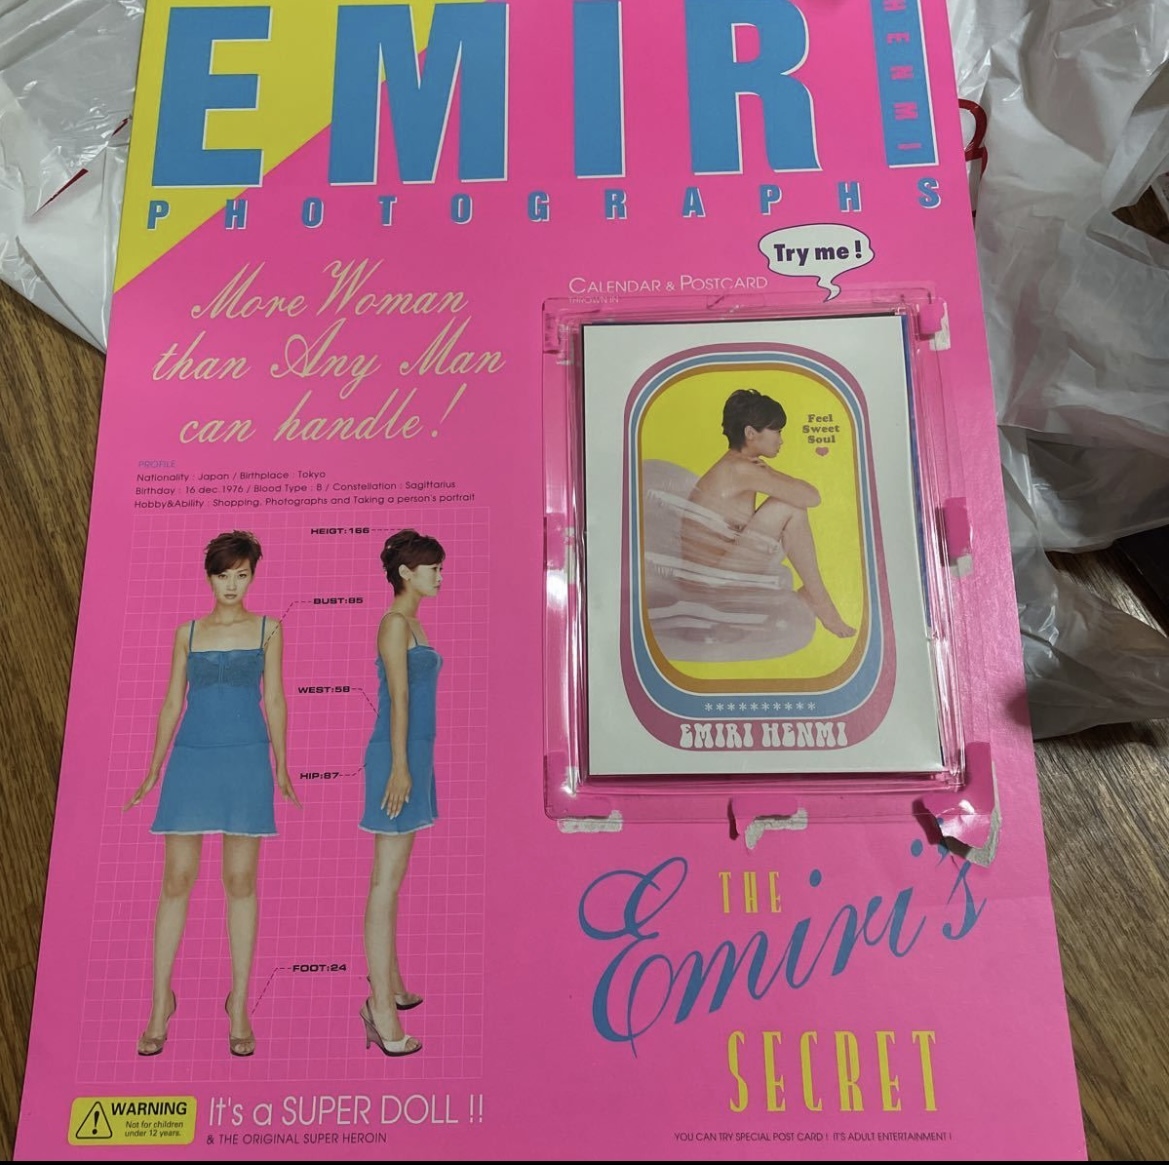 EMIRI
HENMI
PHOTOGRAPHS
Try me!
CALENDAR & POSTCARD
THROWN IN
More Woman
than Any Man
can handle!
PROFILE
Nationality : Japan / Birthplace : Tokyo
Birthday : 16 dec 1976 / Blood Type : B / Constellation : Sagittarius
Hobby&Ability : Shopping, Photographs and Taking a person's portrait
HEIGT:166
BUST:85
WEST:58
HIP:87
FOOT:24
Feel
Sweet
Soul
**********
EMIRI HENMI
THE
Emiri's
SECRET
WARNING
Not for children
under 12 years.
It's a SUPER DOLL !!
& THE ORIGINAL SUPER HEROIN
YOU CAN TRY SPECIAL POST CARD ! IT'S ADULT ENTERTAINMENT !